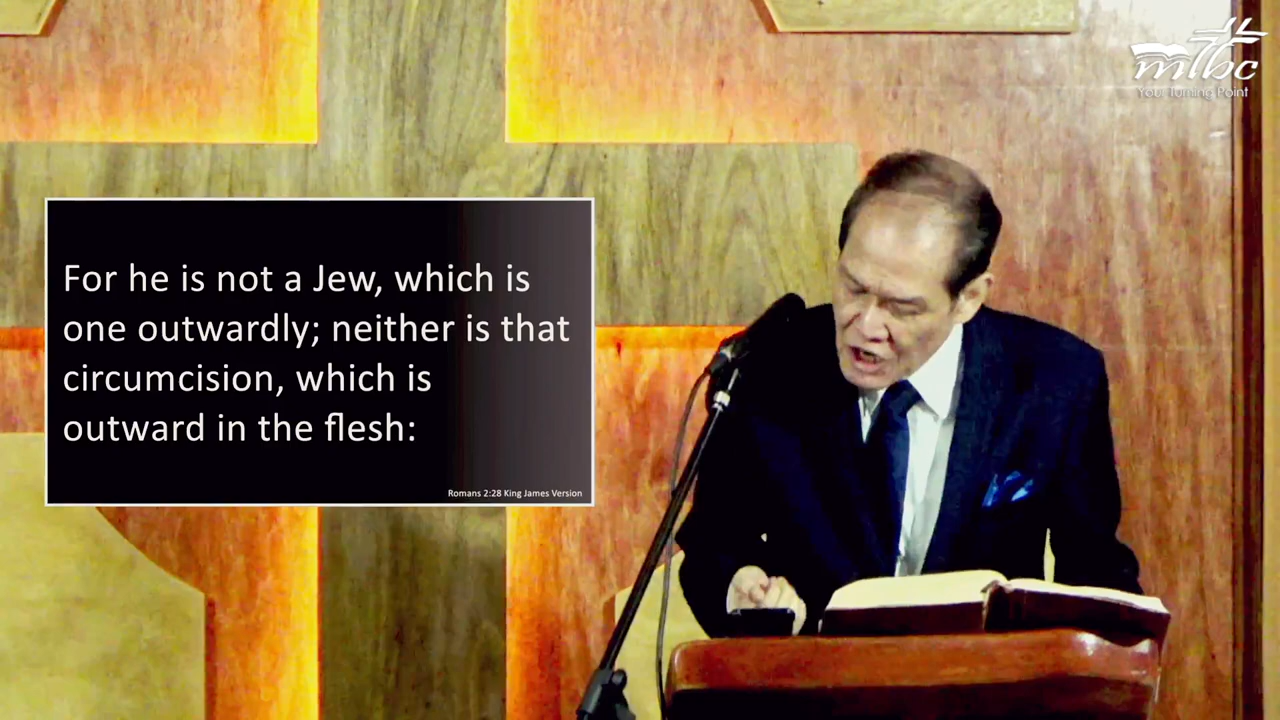 mtbc
Your Turning Point
For he is not a Jew, which is
one outwardly; neither is that
circumcision, which is
outward in the flesh:
Romans 2:28 King James Version